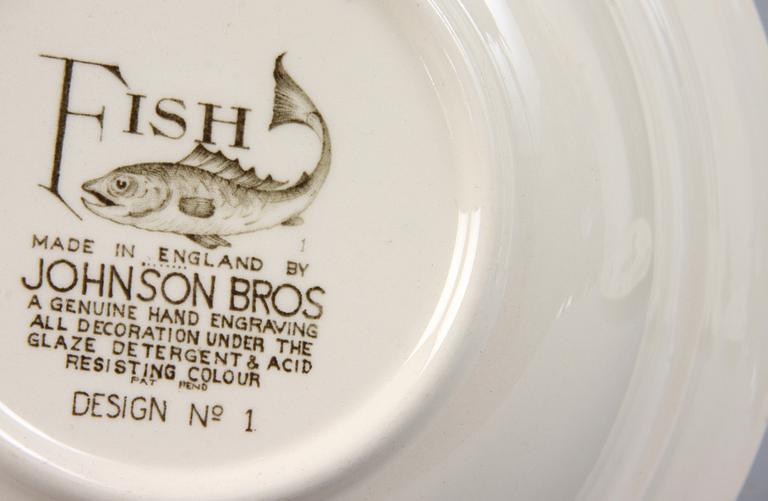 FISH
1
MADE IN ENGLAND BY
JOHNSON BROS
A GENUINE HAND ENGRAVING
ALL DECORATION UNDER THE
GLAZE DETERGENT & ACID
RESISTING COLOUR
PAT PEND
DESIGN Nº 1